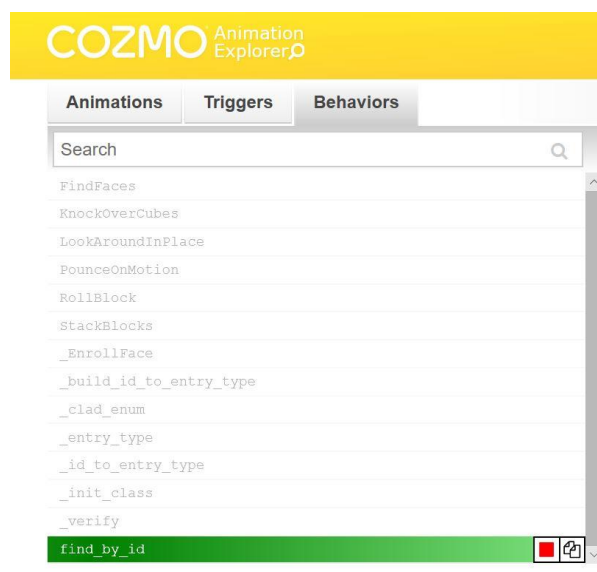 COZMO Animation Explorer
Animations Triggers Behaviors
Search
FindFaces
KnockOverCubes
LookAroundInPlace
PounceOnMotion
RollBlock
StackBlocks
_EnrollFace
_build_id_to_entry_type
_clad_enum
_entry_type
_id_to_entry_type
_init_class
_verify
find_by_id